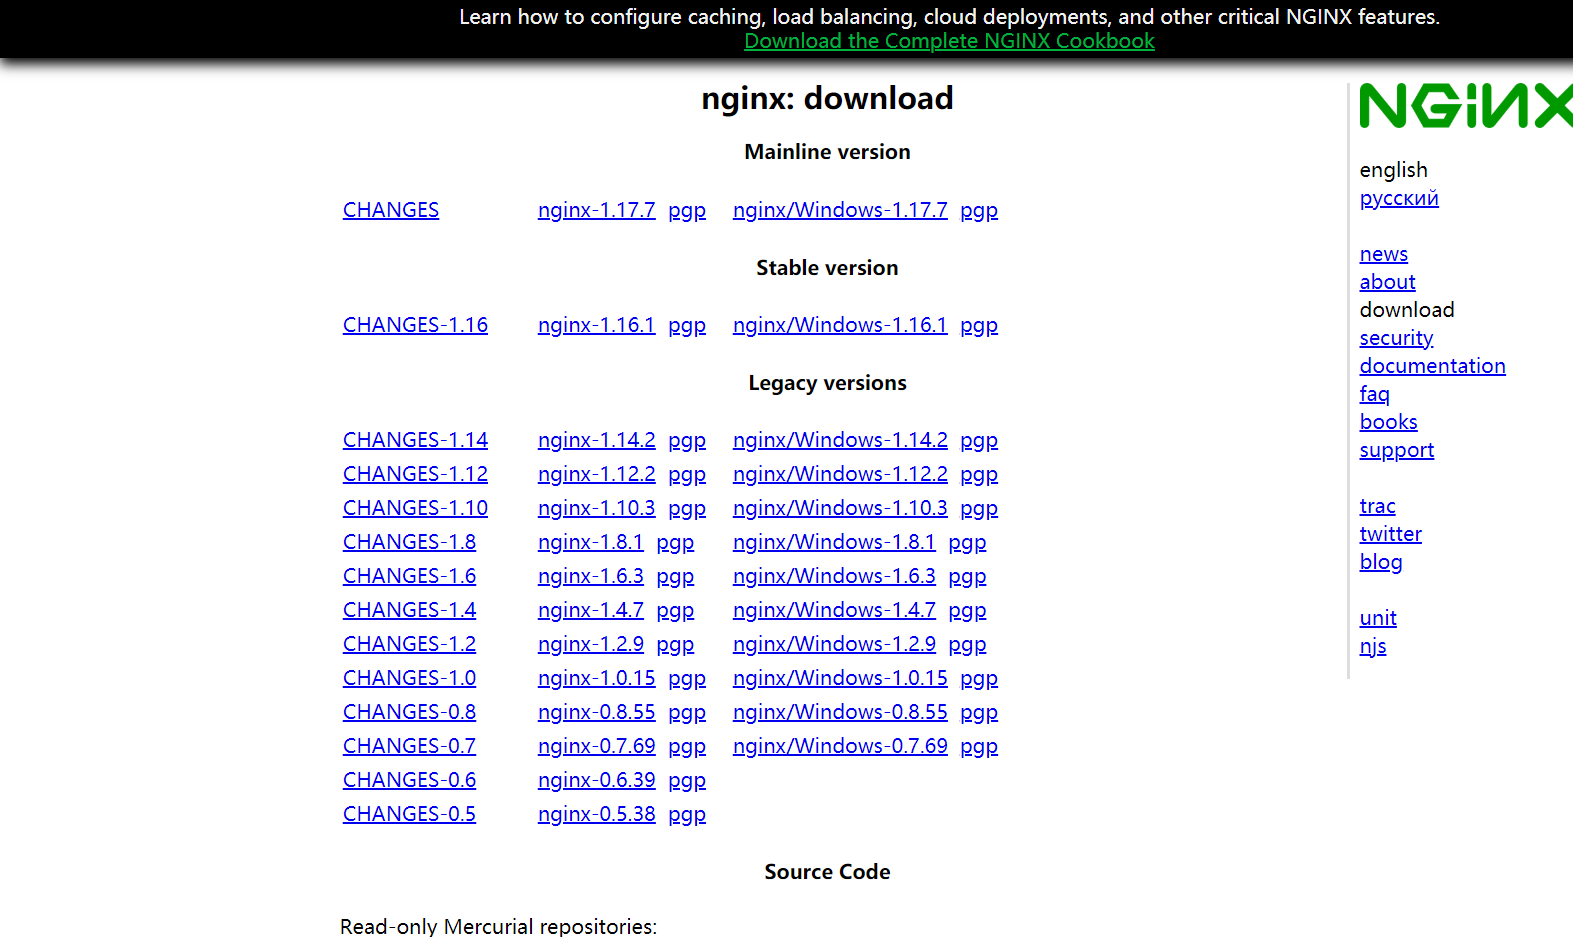 Learn how to configure caching, load balancing, cloud deployments, and other critical NGINX features.
Download the Complete NGINX Cookbook
nginx: download
Mainline version
CHANGES nginx-1.17.7 pgp nginx/Windows-1.17.7 pgp
Stable version
CHANGES-1.16 nginx-1.16.1 pgp nginx/Windows-1.16.1 pgp
Legacy versions
CHANGES-1.14 nginx-1.14.2 pgp nginx/Windows-1.14.2 pgp
CHANGES-1.12 nginx-1.12.2 pgp nginx/Windows-1.12.2 pgp
CHANGES-1.10 nginx-1.10.3 pgp nginx/Windows-1.10.3 pgp
CHANGES-1.8 nginx-1.8.1 pgp nginx/Windows-1.8.1 pgp
CHANGES-1.6 nginx-1.6.3 pgp nginx/Windows-1.6.3 pgp
CHANGES-1.4 nginx-1.4.7 pgp nginx/Windows-1.4.7 pgp
CHANGES-1.2 nginx-1.2.9 pgp nginx/Windows-1.2.9 pgp
CHANGES-1.0 nginx-1.0.15 pgp nginx/Windows-1.0.15 pgp
CHANGES-0.8 nginx-0.8.55 pgp nginx/Windows-0.8.55 pgp
CHANGES-0.7 nginx-0.7.69 pgp nginx/Windows-0.7.69 pgp
CHANGES-0.6 nginx-0.6.39 pgp
CHANGES-0.5 nginx-0.5.38 pgp
Source Code
Read-only Mercurial repositories:
NGINX
english
русский
news
about
download
security
documentation
faq
books
support
trac
twitter
blog
unit
njs